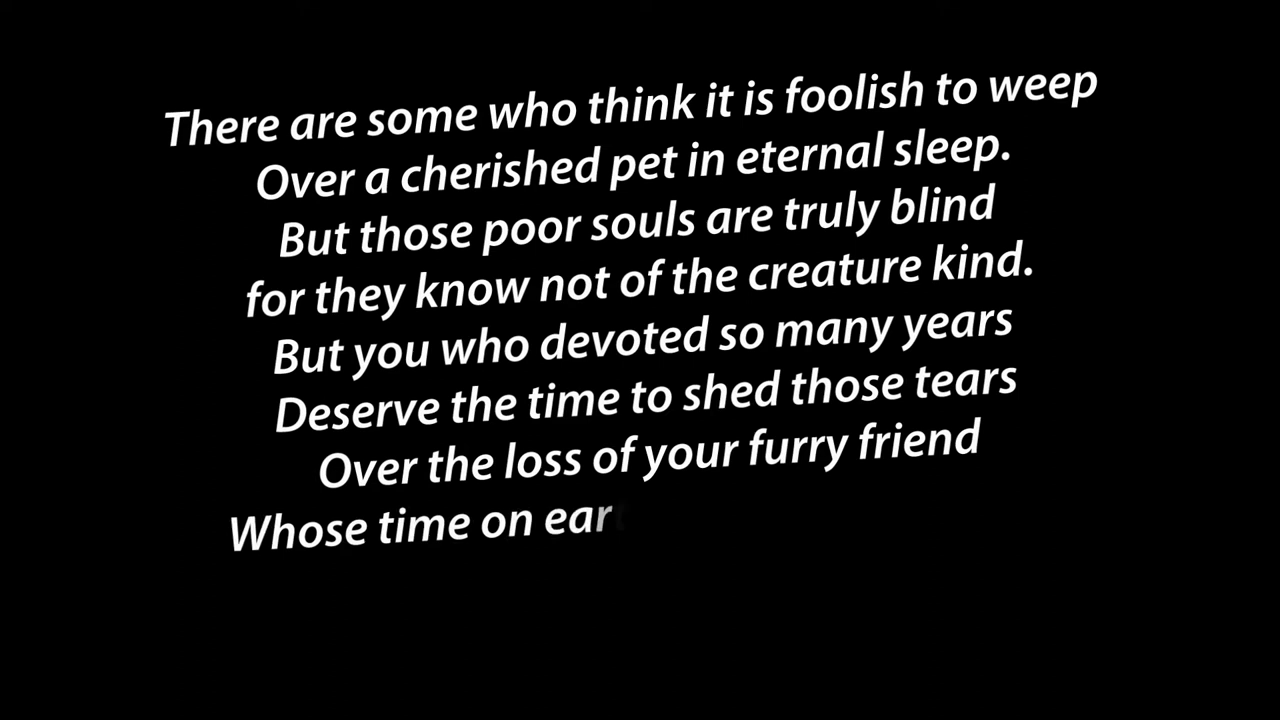 There are some who think it is foolish to weep
Over a cherished pet in eternal sleep.
But those poor souls are truly blind
for they know not of the creature kind.
But you who devoted so many years
Deserve the time to shed those tears
Over the loss of your furry friend
Whose time on ear